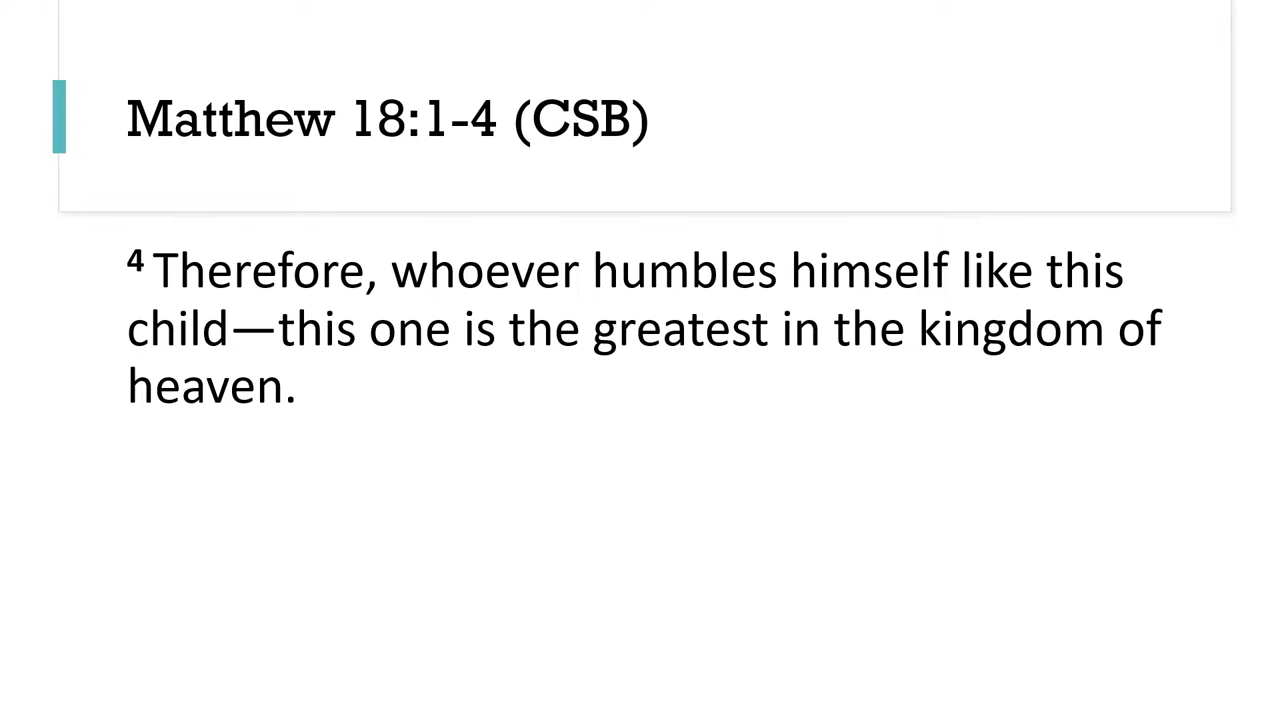 Matthew 18:1-4 (CSB)
4 Therefore, whoever humbles himself like this
child—this one is the greatest in the kingdom of
heaven.